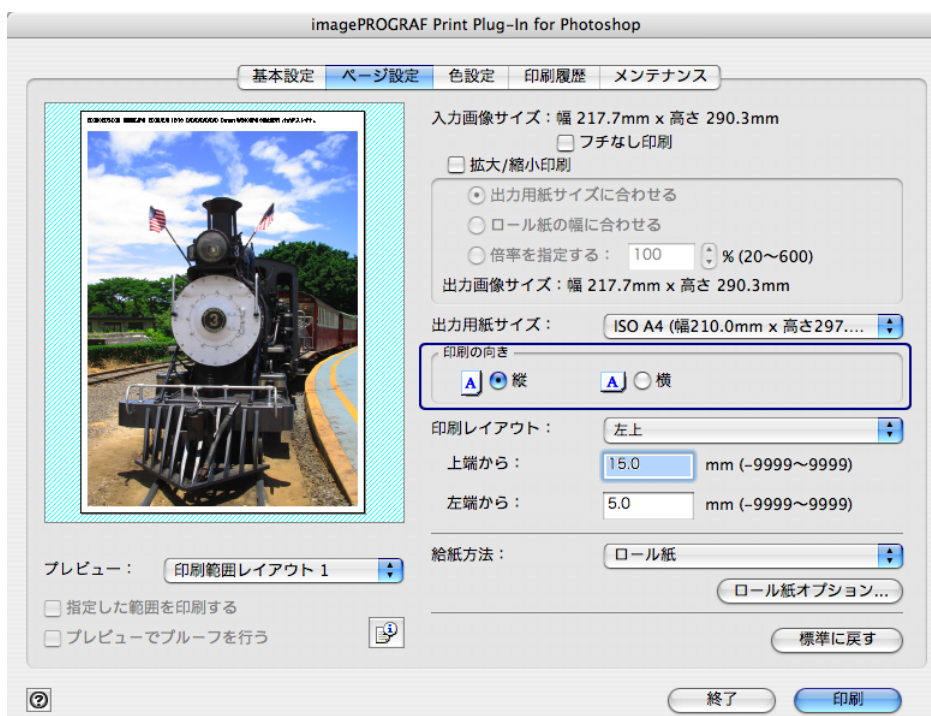 imagePROGRAF Print Plug-In for Photoshop
基本設定 ページ設定 色設定 印刷履歴 メンテナンス
入力画像サイズ：幅 217.7mm x 高さ 290.3mm
フチなし印刷
拡大/縮小印刷
出力用紙サイズに合わせる
ロール紙の幅に合わせる
倍率を指定する： 100 % (20～600)
出力画像サイズ：幅 217.7mm x 高さ 290.3mm
出力用紙サイズ： ISO A4 (幅210.0mm x 高さ297....
印刷の向き
A 縦 A 横
印刷レイアウト： 左上
上端から： 15.0 mm (-9999～9999)
左端から： 5.0 mm (-9999～9999)
給紙方法： ロール紙
ロール紙オプション...
プレビュー： 印刷範囲レイアウト 1
指定した範囲を印刷する
プレビューでプルーフを行う
標準に戻す
? 終了 印刷
3